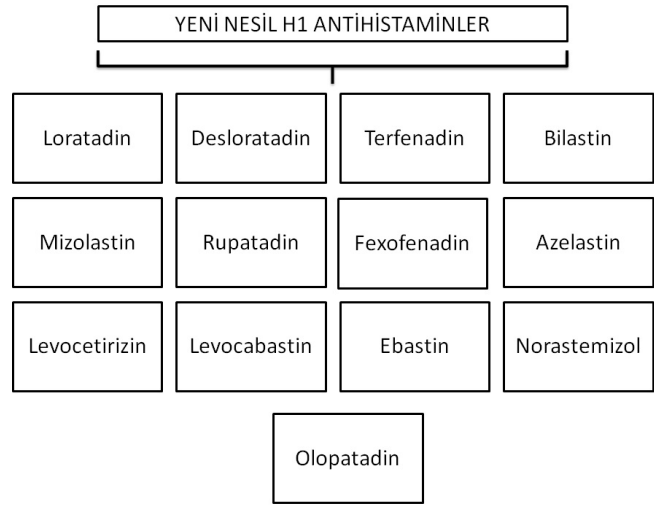 YENİ NESİL H1 ANTİHİSTAMİNLER
Loratadin
Desloratadin
Terfenadin
Bilastin
Mizolastin
Rupatadin
Fexofenadin
Azelastin
Levocetirizin
Levocabastin
Ebastin
Norastemizol
Olopatadin